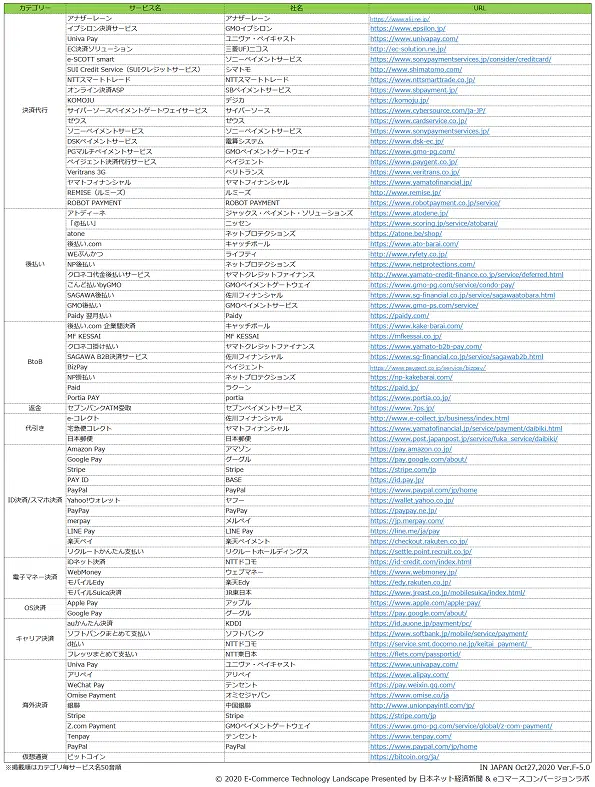 カテゴリー サービス名 社名 URL
決済代行
アナザーレーン アナザーレーン https://www.alij.ne.jp/
イプシロン決済サービス GMOイプシロン https://www.epsilon.jp/
Univa Pay ユニヴァ・ペイキャスト https://www.univapay.com/
EC決済ソリューション 三菱UFJニコス http://ec-solution.ne.jp/
e-SCOTT smart ソニーペイメントサービス https://www.sonypaymentservices.jp/consider/creditcard/
SUI Credit Service（SUIクレジットサービス） シマトモ http://www.shimatomo.com/
NTTスマートトレード NTTスマートトレード https://www.nttsmarttrade.co.jp/
オンライン決済ASP SBペイメントサービス https://www.sbpayment.jp/
KOMOJU デジカ https://komoju.jp/
サイバーソースペイメントゲートウェイサービス サイバーソース https://www.cybersource.com/ja-JP/
ゼウス ゼウス https://www.cardservice.co.jp/
ソニーペイメントサービス ソニーペイメントサービス https://www.sonypaymentservices.jp/
DSKペイメントサービス 電算システム https://www.dsk-ec.jp/
PGマルチペイメントサービス GMOペイメントゲートウェイ https://www.gmo-pg.com/
ペイジェント決済代行サービス ペイジェント https://www.paygent.co.jp/
Veritrans 3G ベリトランス https://www.veritrans.co.jp/
ヤマトフィナンシャル ヤマトフィナンシャル https://www.yamatofinancial.jp/
REMISE（ルミーズ） ルミーズ http://www.remise.jp/
ROBOT PAYMENT ROBOT PAYMENT https://www.robotpayment.co.jp/service/
後払い
アトディーネ ジャックス・ペイメント・ソリューションズ https://www.atodene.jp/
「@払い」 ニッセン https://www.scoring.jp/service/atobarai/
atone ネットプロテクションズ https://atone.be/shop/
後払い.com キャッチボール https://www.ato-barai.com/
WEぶんかつ ライフティ http://www.ryfety.co.jp/
NP後払い ネットプロテクションズ https://www.netprotections.com/
クロネコ代金後払いサービス ヤマトクレジットファイナンス http://www.yamato-credit-finance.co.jp/service/deferred.html
こんど払いbyGMO GMOペイメントゲートウェイ https://www.gmo-pg.com/service/condo-pay/
SAGAWA後払い 佐川フィナンシャル https://www.sg-financial.co.jp/service/sagawaatobara.html
GMO後払い GMOペイメントサービス https://www.gmo-ps.com/service/
Paidy 翌月払い Paidy https://paidy.com/
BtoB
後払い.com 企業間決済 キャッチボール https://www.kake-barai.com/
MF KESSAI MF KESSAI https://mfkessai.co.jp/
クロネコ掛け払い ヤマトクレジットファイナンス https://www.yamato-b2b-pay.com/
SAGAWA B2B決済サービス 佐川フィナンシャル https://www.sg-financial.co.jp/service/sagawab2b.html
BizPay ペイジェント https://www.paygent.co.jp/service/bizpay/
NP掛払い ネットプロテクションズ https://np-kakebarai.com/
Paid ラクーン https://paid.jp/
Portia PAY portia https://www.portia.co.jp/
返金 セブンバンクATM受取 セブンペイメントサービス https://www.7ps.jp/
代引き
e-コレクト 佐川フィナンシャル http://www.e-collect.jp/business/index.html
宅急便コレクト ヤマトフィナンシャル https://www.yamatofinancial.jp/service/payment/daibiki.html
日本郵便 日本郵便 https://www.post.japanpost.jp/service/fuka_service/daibiki/
ID決済/スマホ決済
Amazon Pay アマゾン https://pay.amazon.co.jp/
Google Pay グーグル https://pay.google.com/about/
Stripe Stripe https://stripe.com/jp
PAY ID BASE https://id.pay.jp/
PayPal PayPal https://www.paypal.com/jp/home
Yahoo!ウォレット ヤフー https://wallet.yahoo.co.jp/
PayPay PayPay https://paypay.ne.jp/
merpay メルペイ https://jp.merpay.com/
LINE Pay LINE Pay https://line.me/ja/pay
楽天ペイ 楽天ペイメント https://checkout.rakuten.co.jp/
リクルートかんたん支払い リクルートホールディングス https://settle.point.recruit.co.jp/
電子マネー決済
iDネット決済 NTTドコモ https://id-credit.com/index.html
WebMoney ウェブマネー https://www.webmoney.jp/
モバイルEdy 楽天Edy https://edy.rakuten.co.jp/
モバイルSuica決済 JR東日本 https://www.jreast.co.jp/mobilesuica/index.html/
OS決済
Apple Pay アップル https://www.apple.com/apple-pay/
Google Pay グーグル https://pay.google.com/about/
キャリア決済
auかんたん決済 KDDI https://id.auone.jp/payment/pc/
ソフトバンクまとめて支払い ソフトバンク https://www.softbank.jp/mobile/service/payment/
d払い NTTドコモ https://service.smt.docomo.ne.jp/keitai_payment/
フレッツまとめて支払い NTT東日本 https://flets.com/passportid/
海外決済
Univa Pay ユニヴァ・ペイキャスト https://www.univapay.com/
アリペイ アリペイ https://www.alipay.com/
WeChat Pay テンセント https://pay.weixin.qq.com/
Omise Payment オミセジャパン https://www.omise.co/ja
銀聯 中国銀聯 http://www.unionpayintl.com/jp/
Stripe Stripe https://stripe.com/jp
Z.com Payment GMOペイメントゲートウェイ https://www.gmo-pg.com/service/global/z-com-payment/
Tenpay テンセント https://www.tenpay.com/
PayPal PayPal https://www.paypal.com/jp/home
仮想通貨 ビットコイン https://bitcoin.org/ja/
※掲載順はカテゴリ毎サービス名50音順 IN JAPAN Oct27,2020 Ver.F-5.0
© 2020 E-Commerce Technology Landscape Presented by 日本ネット経済新聞 & eコマースコンバージョンラボ